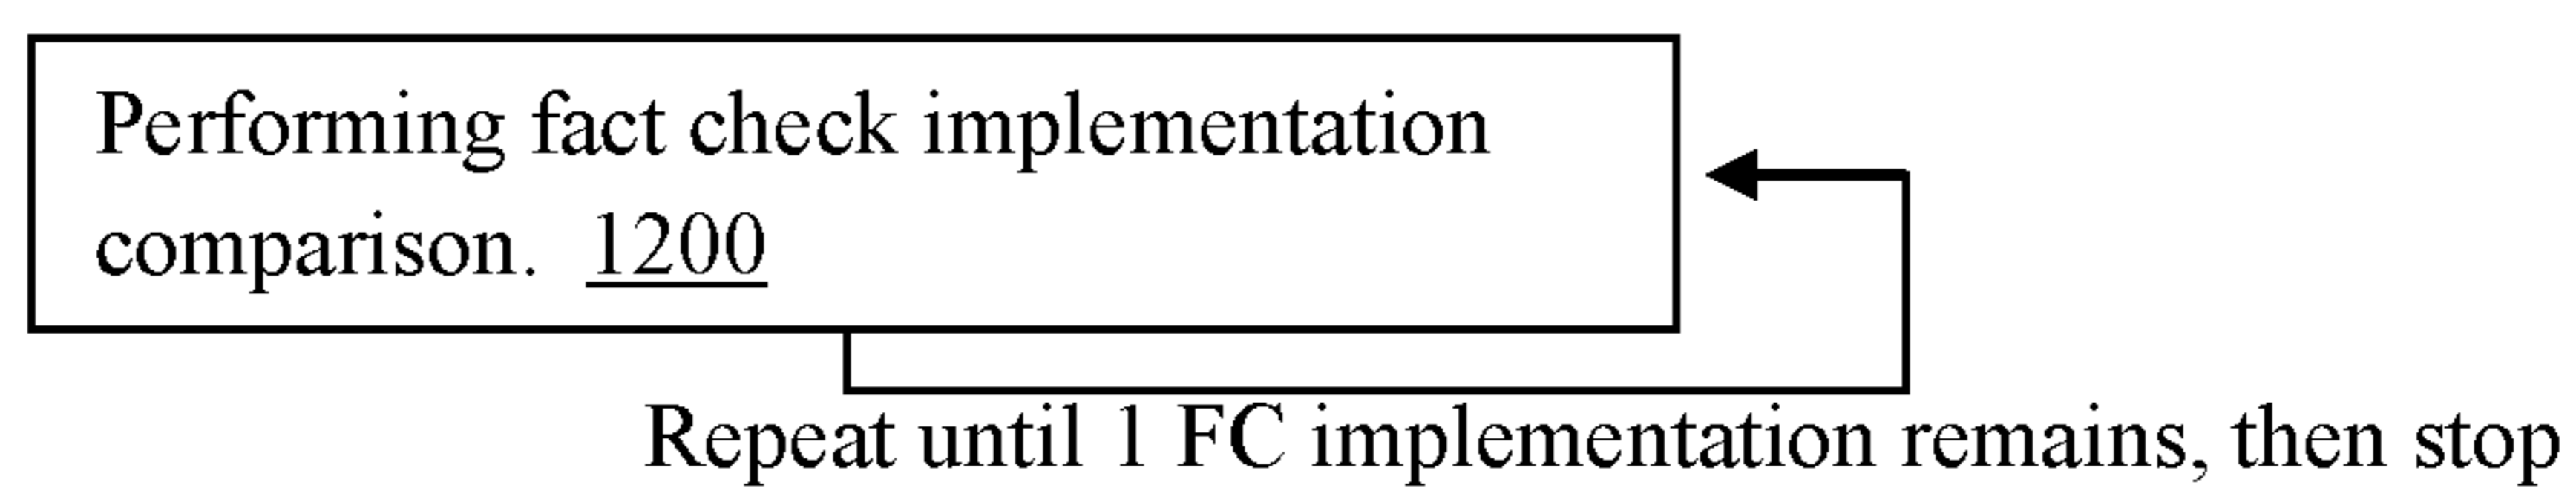 Performing fact check implementation
comparison. 1200
Repeat until 1 FC implementation remains, then stop